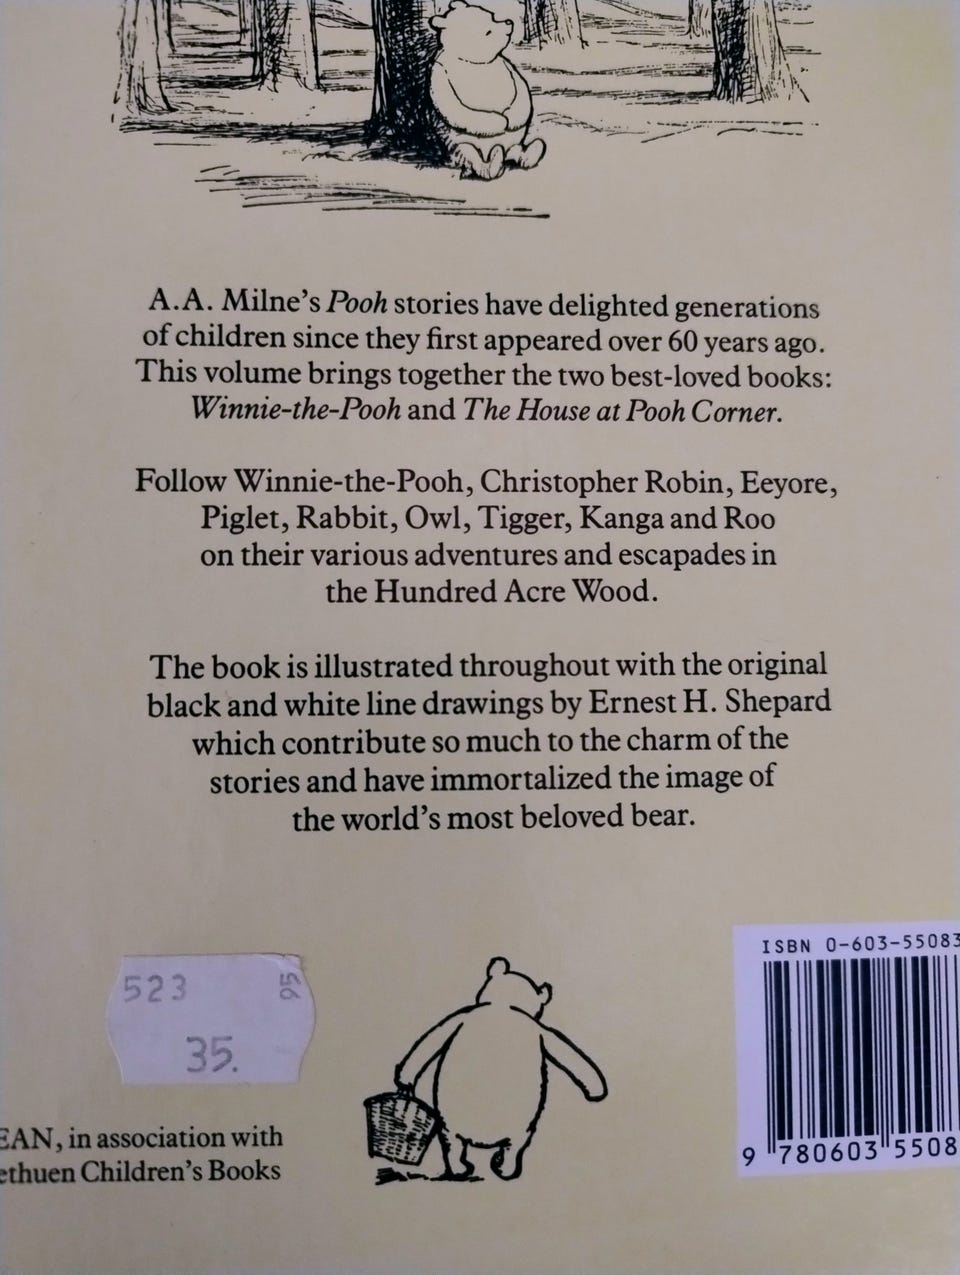 A.A. Milne's Pooh stories have delighted generations
of children since they first appeared over 60 years ago.
This volume brings together the two best-loved books:
Winnie-the-Pooh and The House at Pooh Corner.
Follow Winnie-the-Pooh, Christopher Robin, Eeyore,
Piglet, Rabbit, Owl, Tigger, Kanga and Roo
on their various adventures and escapades in
the Hundred Acre Wood.
The book is illustrated throughout with the original
black and white line drawings by Ernest H. Shepard
which contribute so much to the charm of the
stories and have immortalized the image of
the world's most beloved bear.
523 95
35.
EAN, in association with
ethuen Children's Books
ISBN 0-603-55083
9 780603 5508